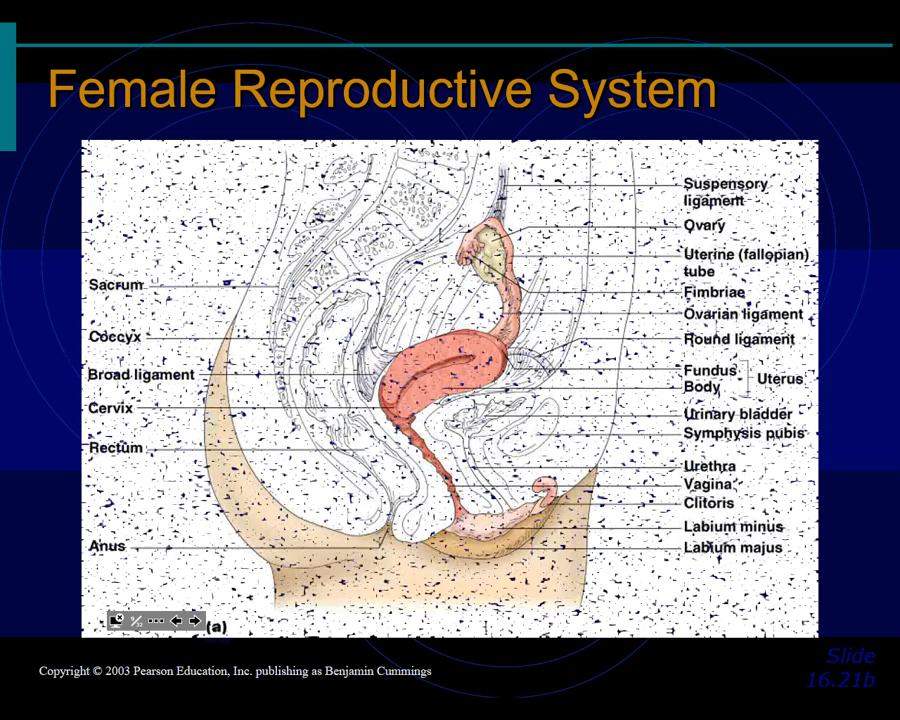 Female Reproductive System
Suspensory
ligament
Ovary
Uterine (fallopian)
tube
Fimbriae
Ovarian ligament
Round ligament
Fundus
Body
Uterus
Urinary bladder
Symphysis pubis
Urethra
Vagina
Clitoris
Labium minus
Labium majus
Sacrum
Coccyx
Broad ligament
Cervix
Rectum
Anus
(a)
Copyright © 2003 Pearson Education, Inc. publishing as Benjamin Cummings
Slide
16.21b